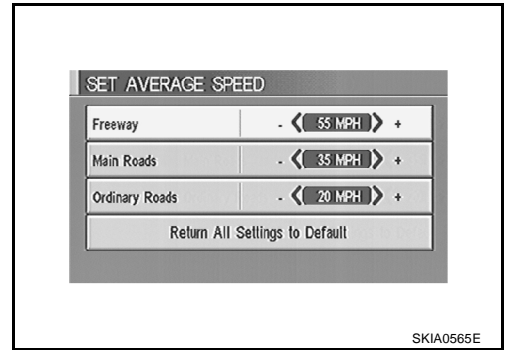 SET AVERAGE SPEED
Freeway - 55 MPH +
Main Roads - 35 MPH +
Ordinary Roads - 20 MPH +
Return All Settings to Default
SKIA0565E